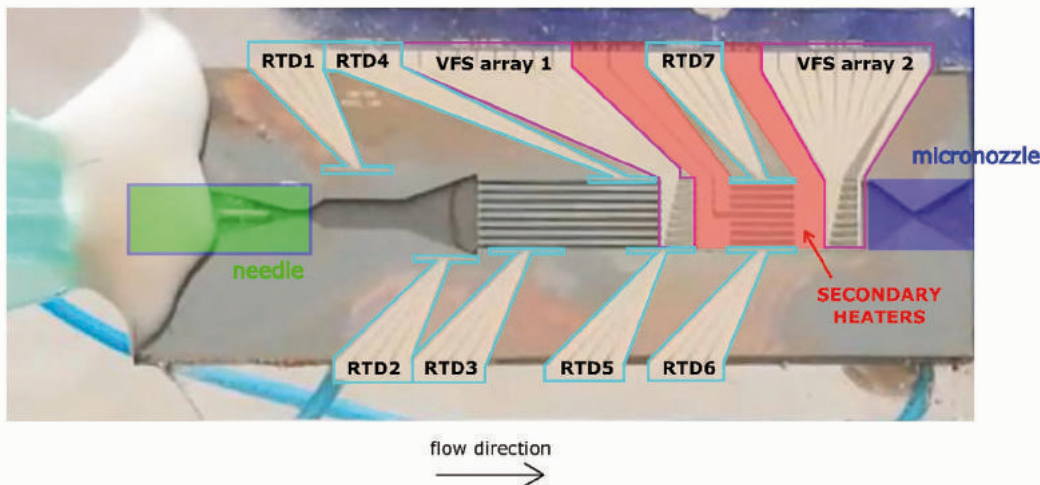 RTD1
RTD4
VFS array 1
RTD7
VFS array 2
micronozzle
needle
SECONDARY
HEATERS
RTD2
RTD3
RTD5
RTD6
flow direction